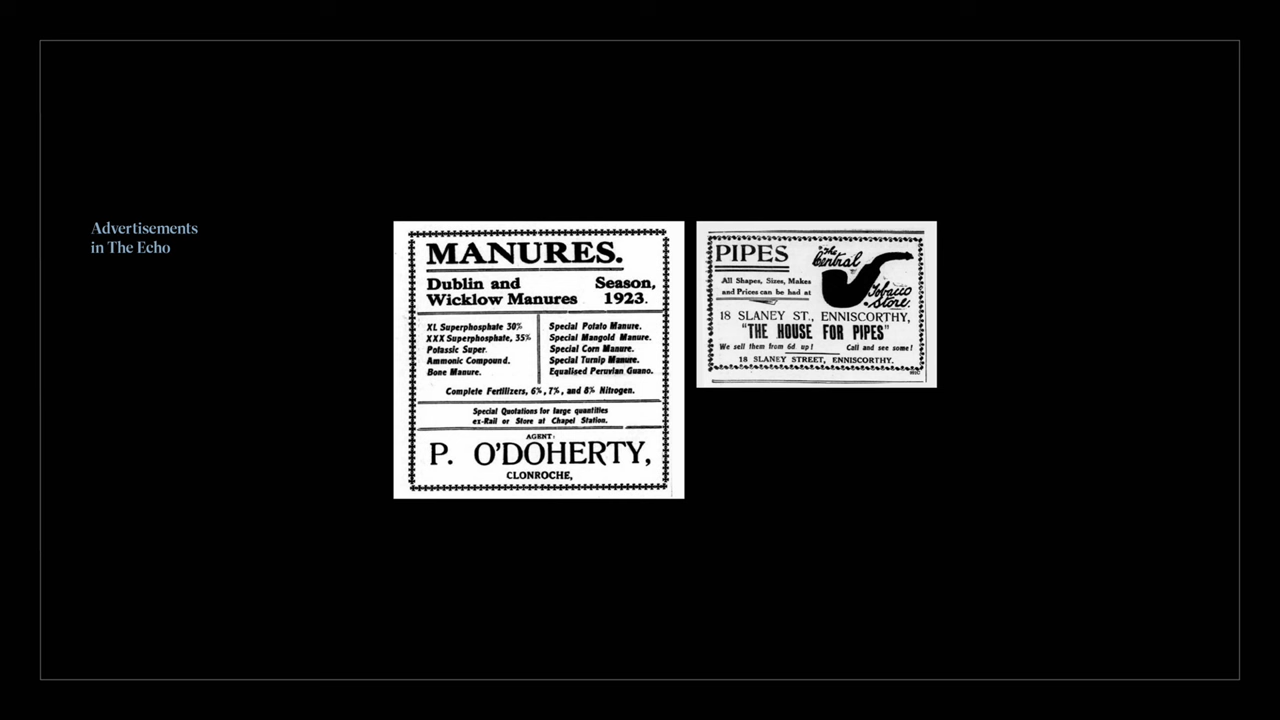 Advertisements
in The Echo
MANURES.
Dublin and
Wicklow Manures
Season,
1923.
XL Superphosphate 30%
XXX Superphosphate, 35%
Potassic Super.
Ammonic Compound.
Bone Manure.
Special Potato Manure.
Special Mangold Manure.
Special Corn Manure.
Special Turnip Manure.
Equalised Peruvian Guano.
Complete Fertilizers, 6%, 7%, and 8% Nitrogen.
Special Quotations for large quantities
ex-Rail or Store at Chapel Station.
AGENT:
P. O'DOHERTY,
CLONROCHE,
PIPES
The
Central
Tobacco
Store.
All Shapes, Sizes, Makes
and Prices can be had at
18 SLANEY ST., ENNISCORTHY,
"THE HOUSE FOR PIPES"
We sell them from 6d up! Call and see some!
18 SLANEY STREET, ENNISCORTHY.